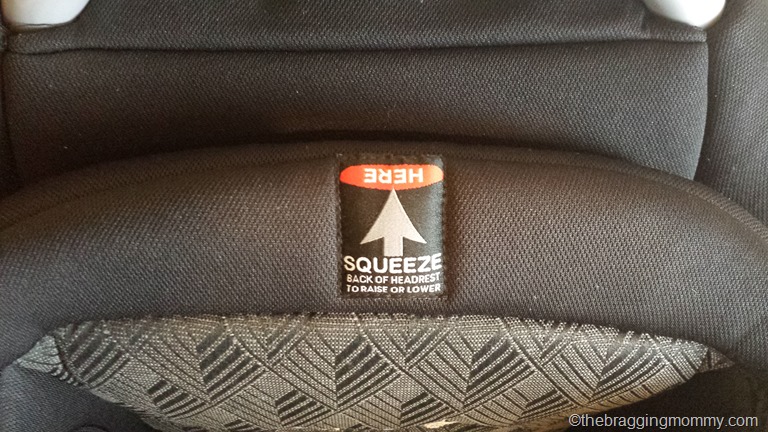 HERE
SQUEEZE
BACK OF HEADREST
TO RAISE OR LOWER
©thebraggingmommy.com